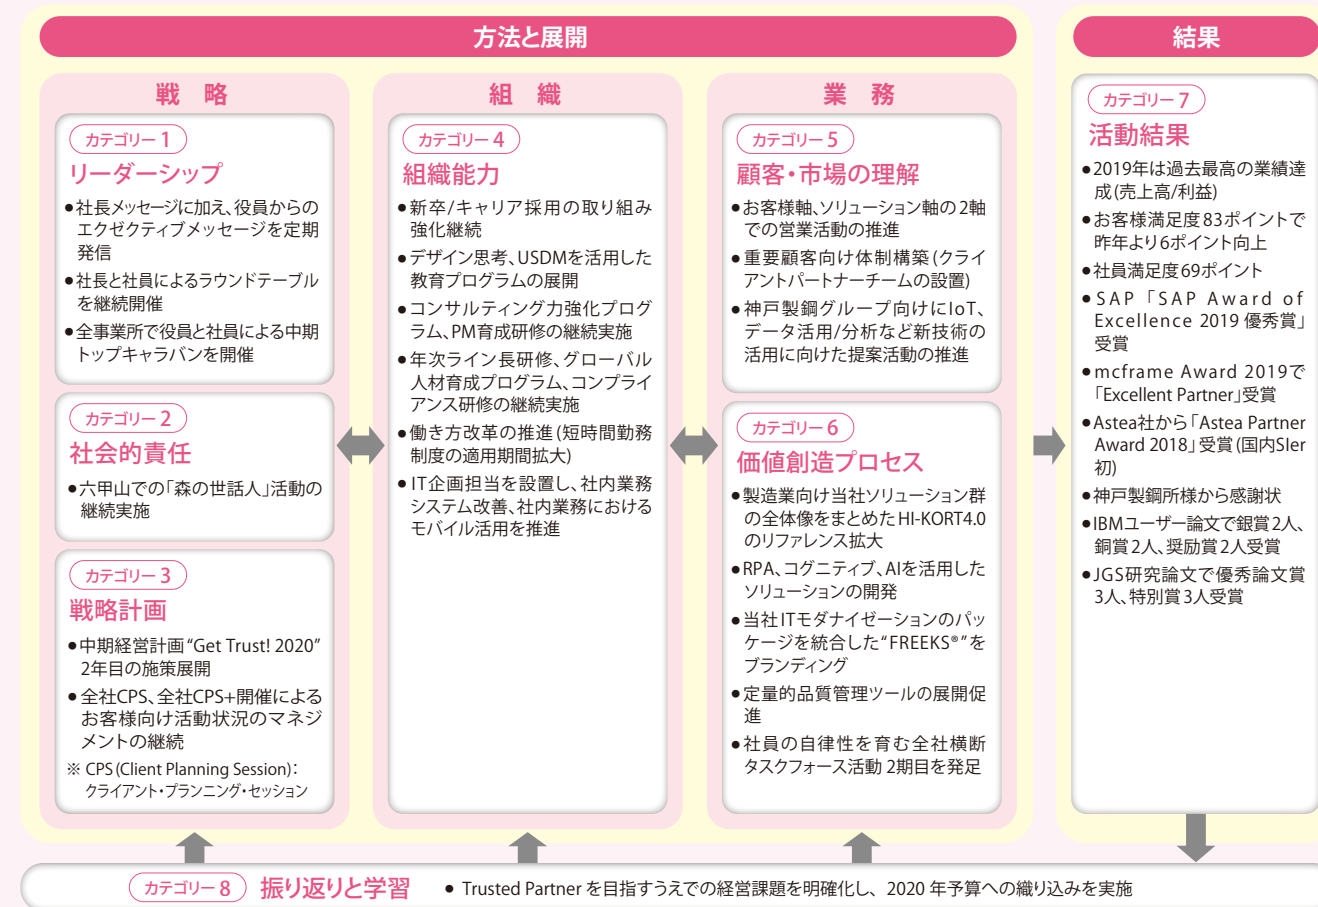 方法と展開
戦 略
カテゴリー 1
リーダーシップ
●社長メッセージに加え、役員からの
エクゼクティブメッセージを定期
発信
●社長と社員によるラウンドテーブル
を継続開催
●全事業所で役員と社員による中期
トップキャラバンを開催
カテゴリー 2
社会的責任
●六甲山での「森の世話人」活動の
継続実施
カテゴリー 3
戦略計画
●中期経営計画“Get Trust! 2020”
2年目の施策展開
●全社CPS、全社CPS+開催による
お客様向け活動状況のマネジ
メントの継続
※ CPS(Client Planning Session)：
クライアント・プランニング・セッション
組 織
カテゴリー 4
組織能力
●新卒/キャリア採用の取り組み
強化継続
●デザイン思考、USDMを活用した
教育プログラムの展開
●コンサルティング力強化プログ
ラム、PM育成研修の継続実施
●年次ライン長研修、グローバル
人材育成プログラム、コンプライ
アンス研修の継続実施
●働き方改革の推進(短時間勤務
制度の適用期間拡大)
●IT企画担当を設置し、社内業務
システム改善、社内業務における
モバイル活用を推進
業 務
カテゴリー 5
顧客・市場の理解
●お客様軸、ソリューション軸の2軸
での営業活動の推進
●重要顧客向け体制構築(クライ
アントパートナーチームの設置)
●神戸製鋼グループ向けにIoT、
データ活用/分析など新技術の
活用に向けた提案活動の推進
カテゴリー 6
価値創造プロセス
●製造業向け当社ソリューション群
の全体像をまとめたHI-KORT4.0
のリファレンス拡大
●RPA、コグニティブ、AIを活用した
ソリューションの開発
●当社ITモダナイゼーションのパッ
ケージを統合した“FREEKS®”を
ブランディング
●定量的品質管理ツールの展開促
進
●社員の自律性を育む全社横断
タスクフォース活動 2期目を発足
結果
カテゴリー 7
活動結果
●2019年は過去最高の業績達
成(売上高/利益)
●お客様満足度83ポイントで
昨年より6ポイント向上
●社員満足度69ポイント
●SAP「SAP Award of
Excellence 2019 優秀賞」
受賞
●mcframe Award 2019で
「Excellent Partner」受賞
●Astea社から「Astea Partner
Award 2018」受賞(国内SIer
初)
●神戸製鋼所様から感謝状
●IBMユーザー論文で銀賞2人、
銅賞2人、奨励賞2人受賞
●JGS研究論文で優秀論文賞
3人、特別賞3人受賞
カテゴリー 8 振り返りと学習 ● Trusted Partner を目指すうえでの経営課題を明確化し、2020 年予算への織り込みを実施